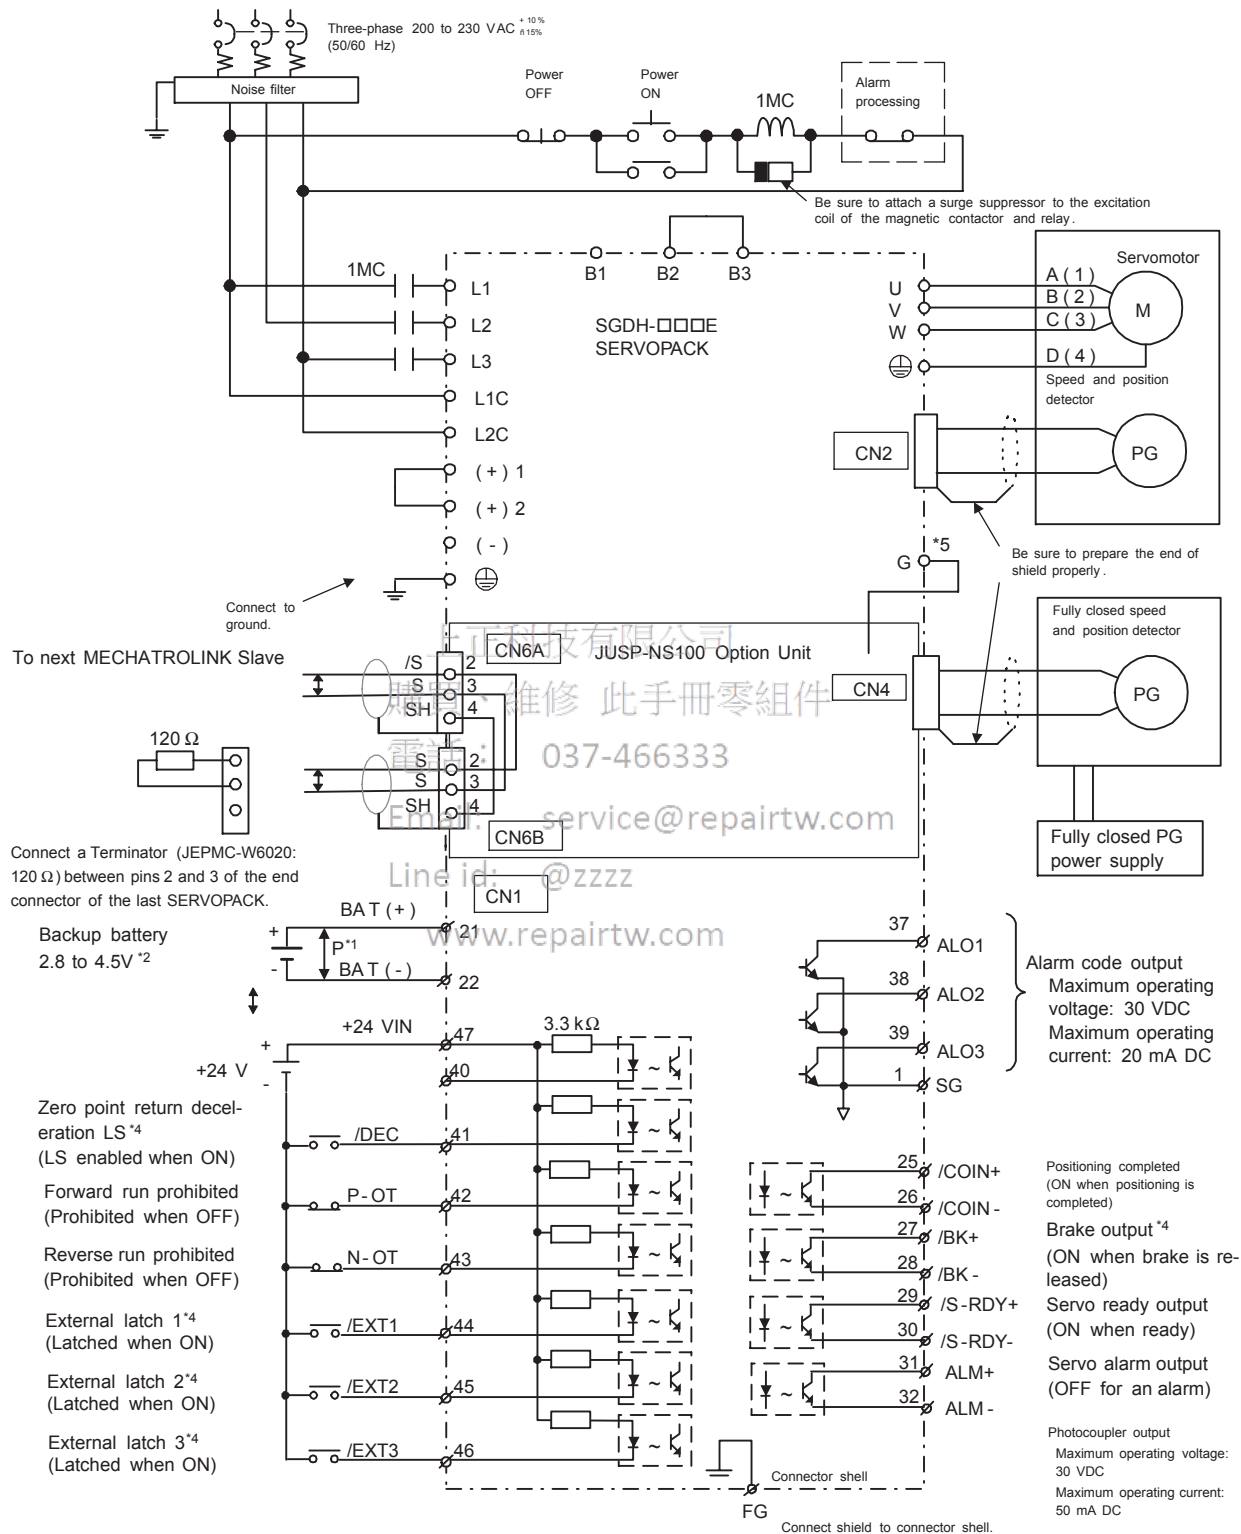 Three-phase 200 to 230 VAC + 10 %
ñ 15%
(50/60 Hz)
Noise filter
Power
OFF
Power
ON
1MC
Alarm
processing
Be sure to attach a surge suppressor to the excitation
coil of the magnetic contactor and relay.
1MC
L1
L2
L3
L1C
L2C
(+) 1
(+) 2
(-)
B1
B2
B3
SGDH-□□□E
SERVOPACK
U
V
W
A (1)
B (2)
C (3)
D (4)
Servomotor
M
Speed and position
detector
CN2
PG
G
*5
Be sure to prepare the end of
shield properly.
Connect to
ground.
Fully closed speed
and position detector
上正科技有限公司
購買、維修 此手冊零組件
電話： 037-466333
Email: service@repairtw.com
Line id: @zzzz
www.repairtw.com
To next MECHATROLINK Slave
/S
S
SH
2
3
4
CN6A
JUSP-NS100 Option Unit
CN4
PG
120 Ω
S
S
SH
2
3
4
CN6B
Fully closed PG
power supply
Connect a Terminator (JEPMC-W6020:
120 Ω) between pins 2 and 3 of the end
connector of the last SERVOPACK.
CN1
Backup battery
2.8 to 4.5V *2
+
-
BAT (+)
P*1
BAT (-)
21
22
37
ALO1
38
ALO2
39
ALO3
1
SG
Alarm code output
Maximum operating
voltage: 30 VDC
Maximum operating
current: 20 mA DC
+24 VIN
47
3.3 kΩ
+
+24 V
-
40
Zero point return decel-
eration LS *4
(LS enabled when ON)
/DEC
41
Forward run prohibited
(Prohibited when OFF)
P-OT
42
Reverse run prohibited
(Prohibited when OFF)
N-OT
43
External latch 1*4
(Latched when ON)
/EXT1
44
External latch 2*4
(Latched when ON)
/EXT2
45
External latch 3*4
(Latched when ON)
/EXT3
46
~
~
~
~
~
~
~
~
~
~
~
25
/COIN+
26
/COIN-
Positioning completed
(ON when positioning is
completed)
27
/BK+
28
/BK-
Brake output *4
(ON when brake is re-
leased)
29
/S-RDY+
30
/S-RDY-
Servo ready output
(ON when ready)
31
ALM+
32
ALM-
Servo alarm output
(OFF for an alarm)
Photocoupler output
Maximum operating voltage:
30 VDC
Maximum operating current:
50 mA DC
Connector shell
FG
Connect shield to connector shell.